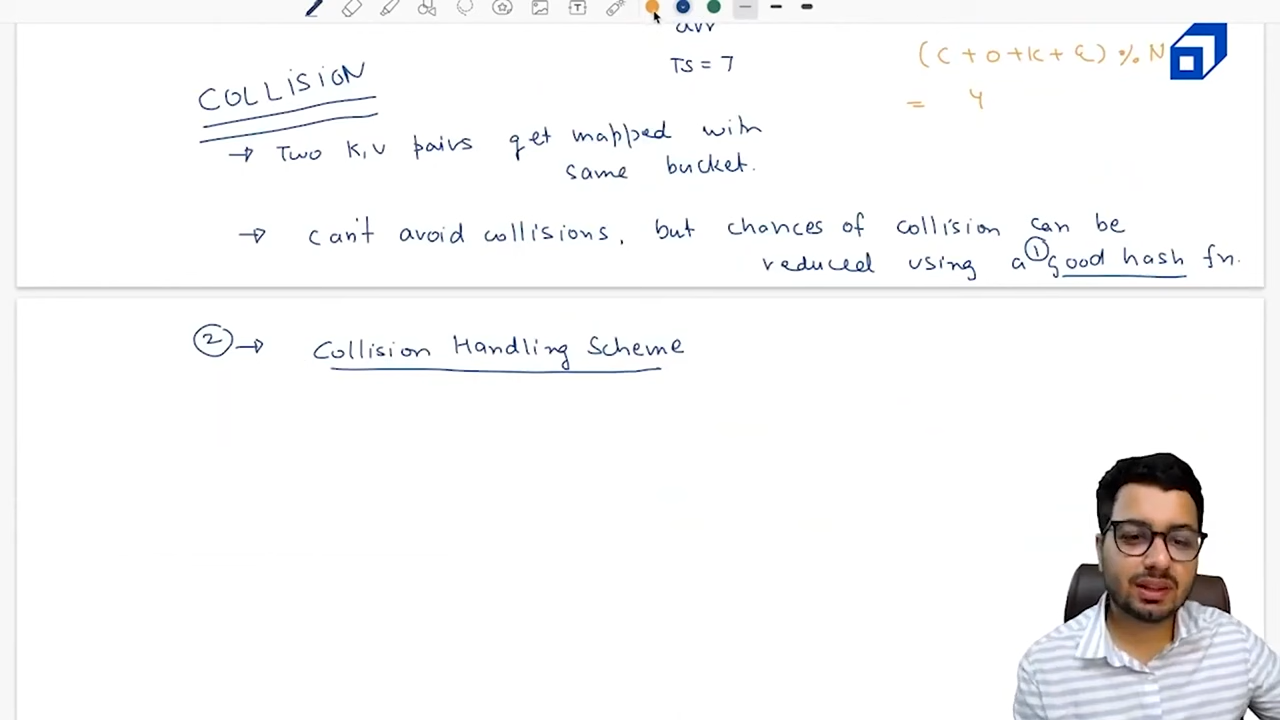 TS = 7
(C + O + K + E) % N
= 4
COLLISION
→ Two K,V pairs get mapped with
same bucket.
→ can't avoid collisions, but chances of collision can be
reduced using a ① good hash fn.
② → Collision Handling Scheme